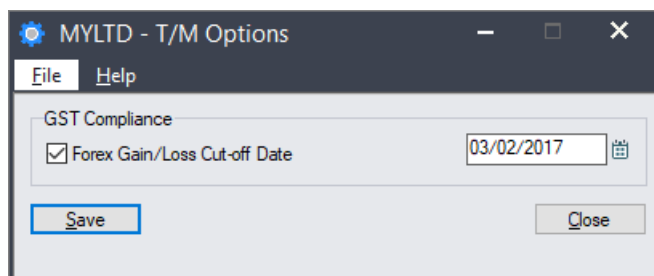 MYLTD - T/M Options
File Help
GST Compliance
Forex Gain/Loss Cut-off Date 03/02/2017
Save Close